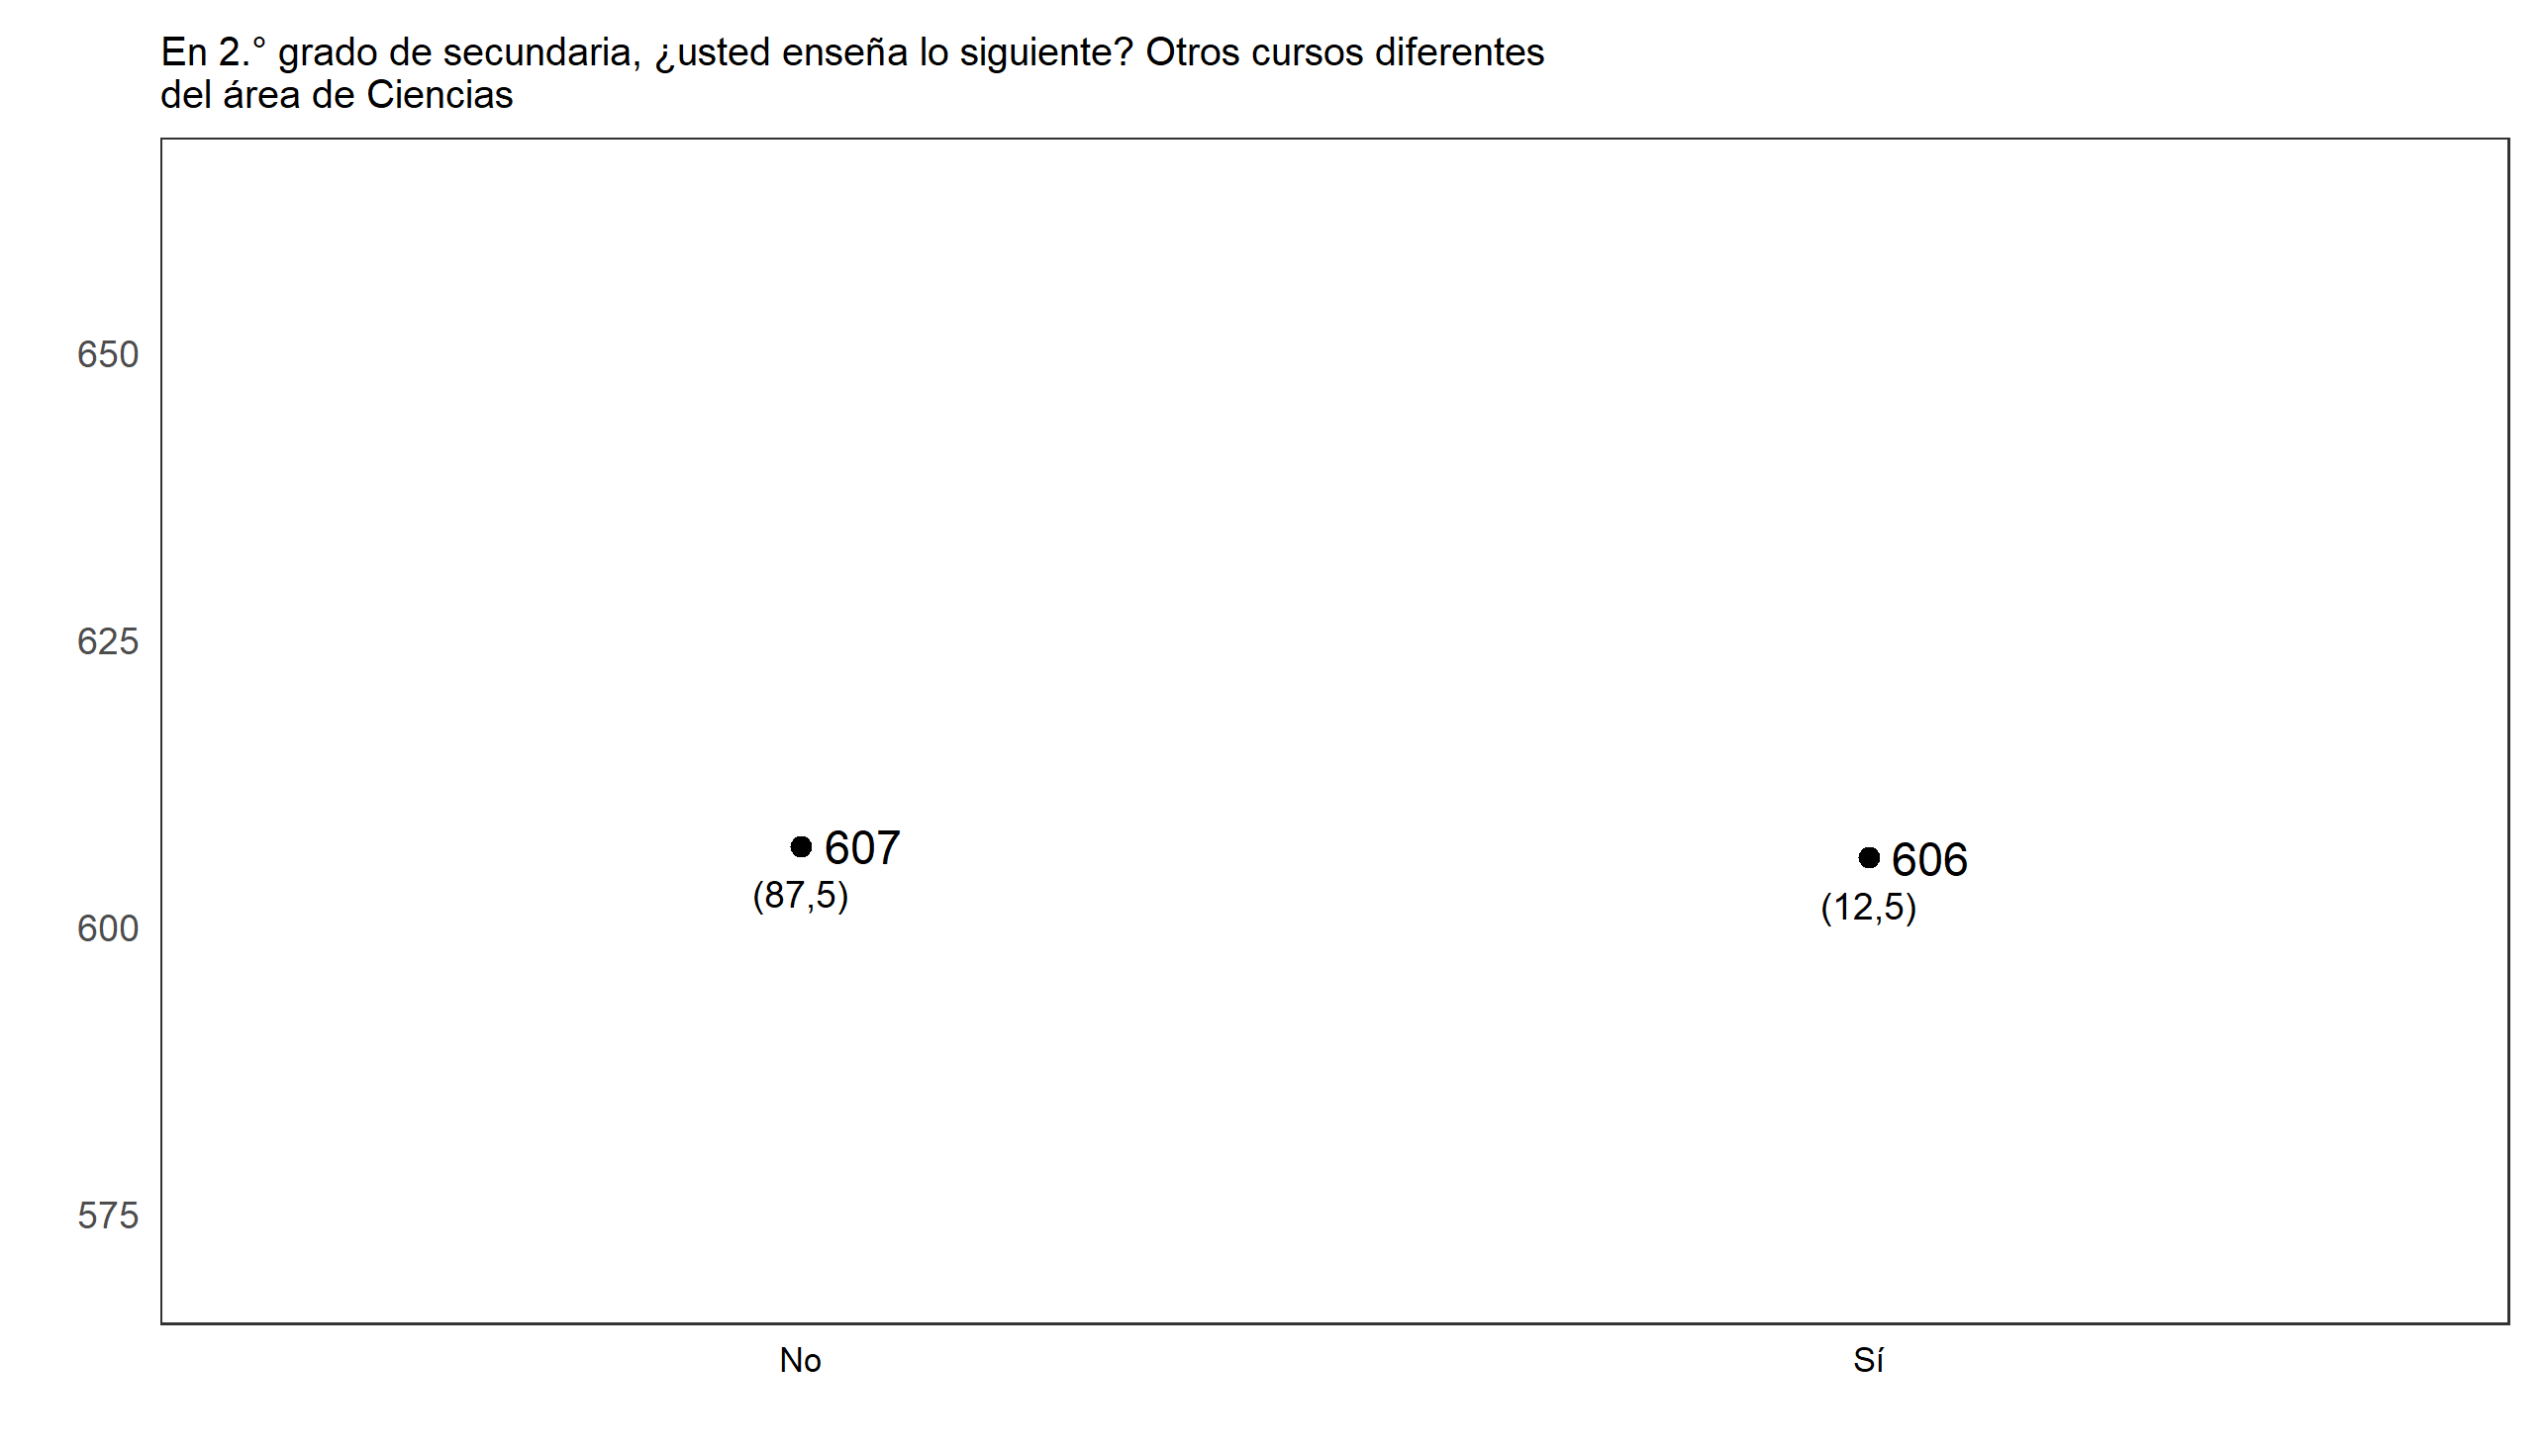 En 2.° grado de secundaria, ¿usted enseña lo siguiente? Otros cursos diferentes
del área de Ciencias
650
625
607
606
(87,5)
(12,5)
600
575
No
Sí